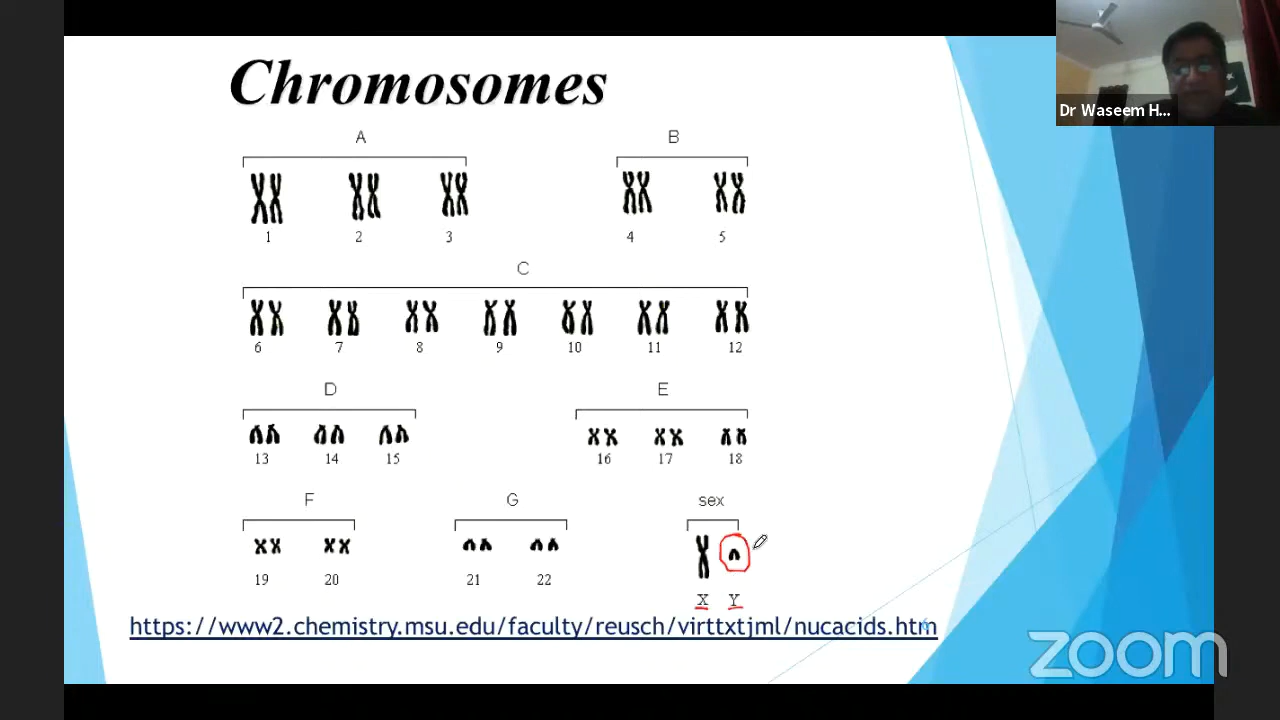 Chromosomes
Dr Waseem H...
A
B
1 2 3 4 5
C
6 7 8 9 10 11 12
D
E
13 14 15 16 17 18
F
G
sex
19 20 21 22
X Y
https://www2.chemistry.msu.edu/faculty/reusch/virttxtjml/nucacids.htm
zoom